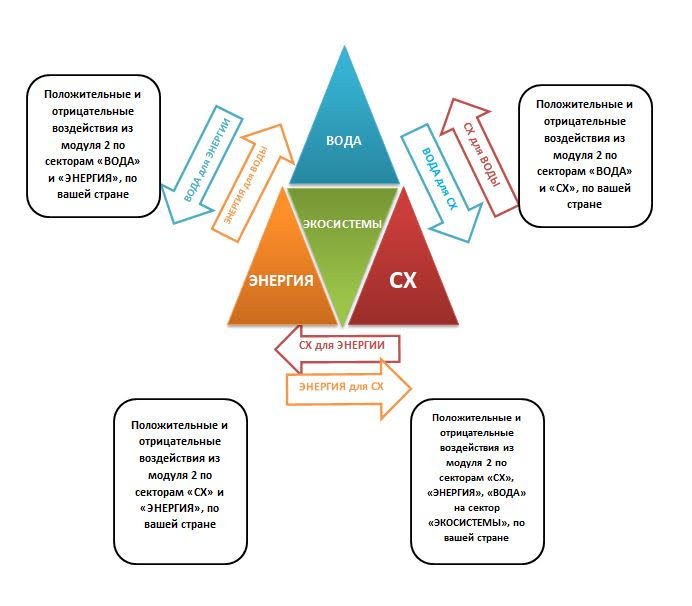 Положительные и
отрицательные
воздействия из
модуля 2 по
секторам «ВОДА»
и «ЭНЕРГИЯ», по
вашей стране
ВОДА для ЭНЕРГИИ
ЭНЕРГИЯ для ВОДЫ
ВОДА
ВОДА для СХ
СХ для ВОДЫ
Положительные и
отрицательные
воздействия из
модуля 2 по
секторам «ВОДА»
и «СХ», по вашей
стране
ЭКОСИСТЕМЫ
ЭНЕРГИЯ
СХ
СХ для ЭНЕРГИИ
ЭНЕРГИЯ для СХ
Положительные и
отрицательные
воздействия из
модуля 2 по
секторам «СХ» и
«ЭНЕРГИЯ», по
вашей стране
Положительные и
отрицательные
воздействия из
модуля 2 по
секторам «СХ»,
«ЭНЕРГИЯ», «ВОДА»
на сектор
«ЭКОСИСТЕМЫ», по
вашей стране